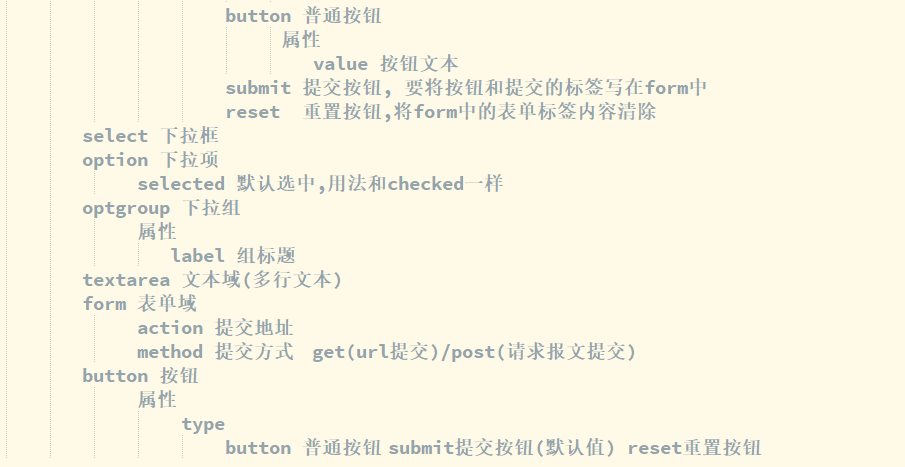 button 普通按钮
属性
value 按钮文本
submit 提交按钮, 要将按钮和提交的标签写在form中
reset 重置按钮,将form中的表单标签内容清除
select 下拉框
option 下拉项
selected 默认选中,用法和checked一样
optgroup 下拉组
属性
label 组标题
textarea 文本域(多行文本)
form 表单域
action 提交地址
method 提交方式 get(url提交)/post(请求报文提交)
button 按钮
属性
type
button 普通按钮 submit提交按钮(默认值) reset重置按钮